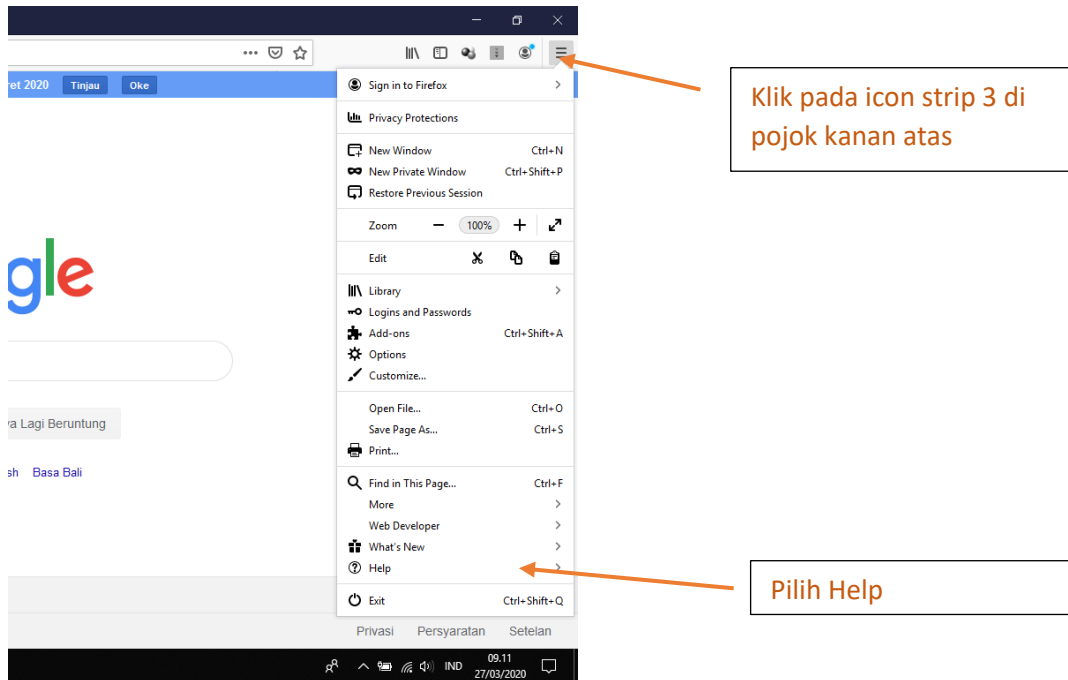 ret 2020 Tinjau Oke
Sign in to Firefox
Privacy Protections
New Window Ctrl+N
New Private Window Ctrl+Shift+P
Restore Previous Session
Zoom 100%
Edit
Library
Logins and Passwords
Add-ons Ctrl+Shift+A
Options
Customize...
Open File... Ctrl+O
Save Page As... Ctrl+S
Print...
Find in This Page... Ctrl+F
More
Web Developer
What's New
Help
Exit Ctrl+Shift+Q
gle
a Lagi Beruntung
sh Basa Bali
Privasi Persyaratan Setelan
IND
09.11
27/03/2020
Klik pada icon strip 3 di
pojok kanan atas
Pilih Help